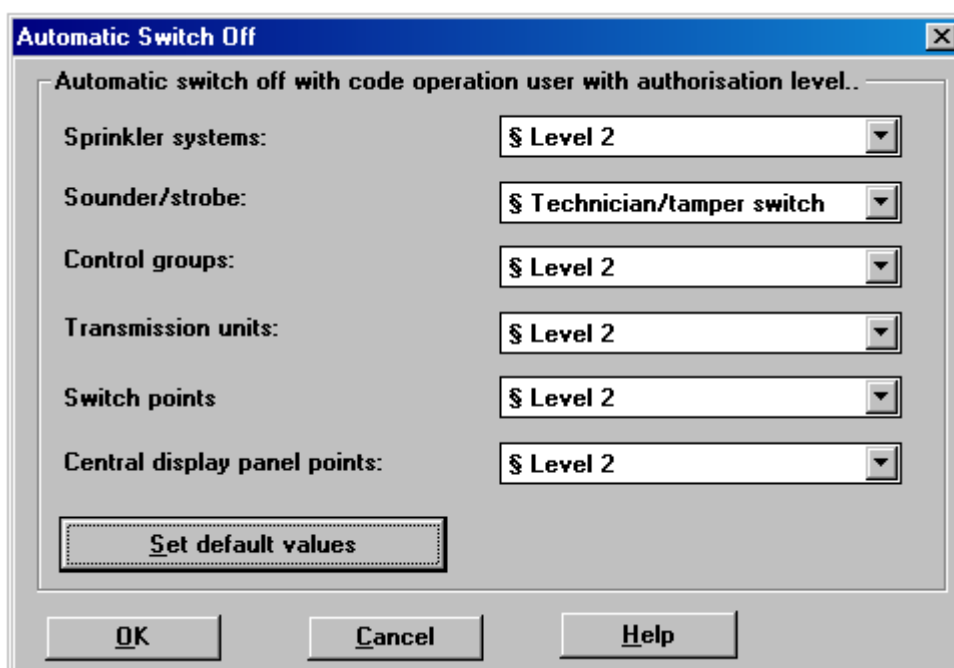 Automatic Switch Off
Automatic switch off with code operation user with authorisation level..
Sprinkler systems: § Level 2
Sounder/strobe: § Technician/tamper switch
Control groups: § Level 2
Transmission units: § Level 2
Switch points § Level 2
Central display panel points: § Level 2
Set default values
OK Cancel Help